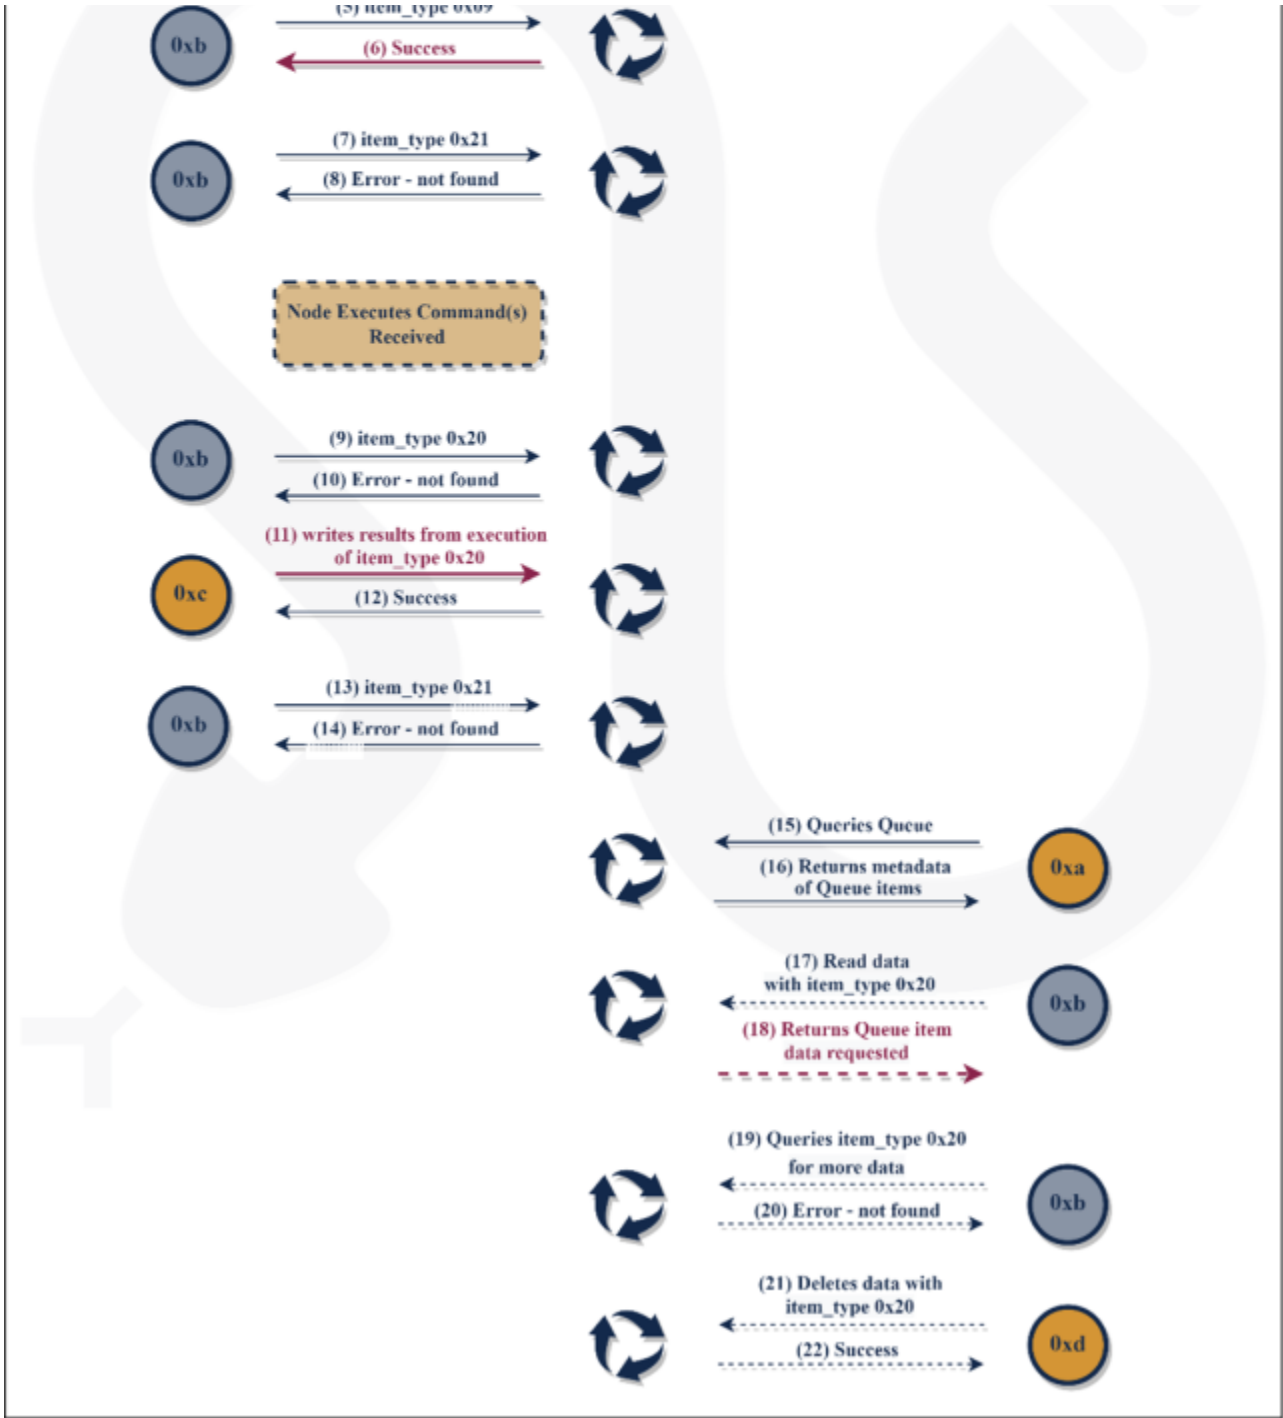 (5) item_type 0x09
0xb
(6) Success
(7) item_type 0x21
0xb
(8) Error - not found
Node Executes Command(s)
Received
(9) item_type 0x20
0xb
(10) Error - not found
(11) writes results from execution
of item_type 0x20
0xc
(12) Success
(13) item_type 0x21
0xb
(14) Error - not found
(15) Queries Queue
(16) Returns metadata
of Queue items
0xa
(17) Read data
with item_type 0x20
0xb
(18) Returns Queue item
data requested
(19) Queries item_type 0x20
for more data
0xb
(20) Error - not found
(21) Deletes data with
item_type 0x20
0xd
(22) Success